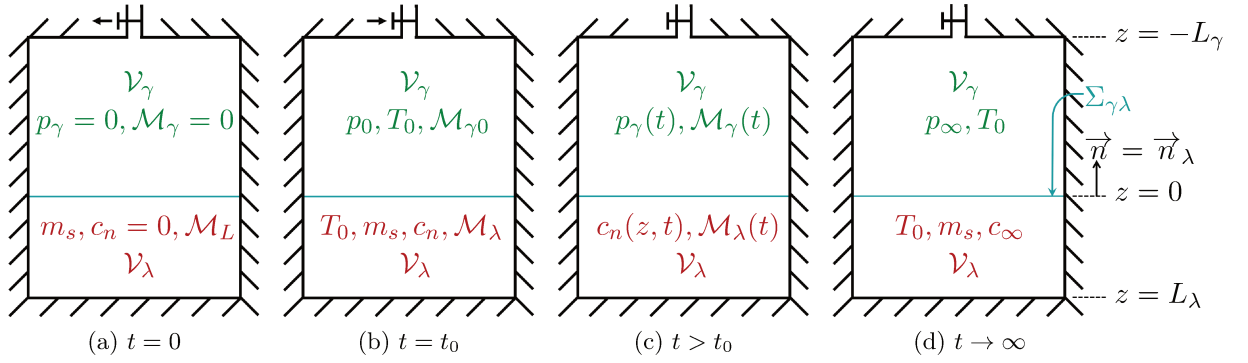 𝒱_γ
p_γ = 0, ℳ_γ = 0
m_s, c_n = 0, ℳ_L
𝒱_λ
(a) t = 0
𝒱_γ
p_0, T_0, ℳ_γ0
T_0, m_s, c_n, ℳ_λ
𝒱_λ
(b) t = t_0
𝒱_γ
p_γ(t), ℳ_γ(t)
c_n(z, t), ℳ_λ(t)
𝒱_λ
(c) t > t_0
𝒱_γ
p_∞, T_0
T_0, m_s, c_∞
𝒱_λ
(d) t → ∞
z = −L_γ
Σ_γλ
n⃗ = n⃗_λ
z = 0
z = L_λ